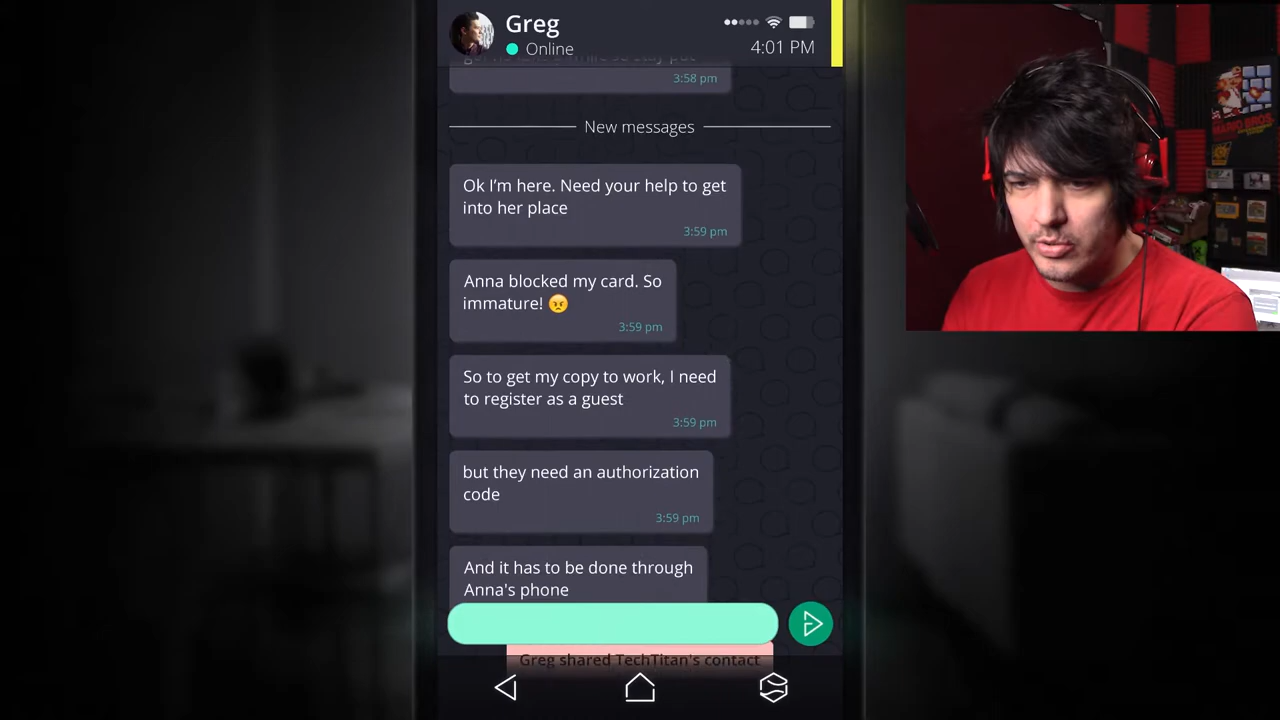 Greg
Online
4:01 PM
3:58 pm
New messages
Ok I’m here. Need your help to get
into her place
3:59 pm
Anna blocked my card. So
immature! 😠
3:59 pm
So to get my copy to work, I need
to register as a guest
3:59 pm
but they need an authorization
code
3:59 pm
And it has to be done through
Anna's phone
Greg shared TechTitan's contact
MARIO BROS.